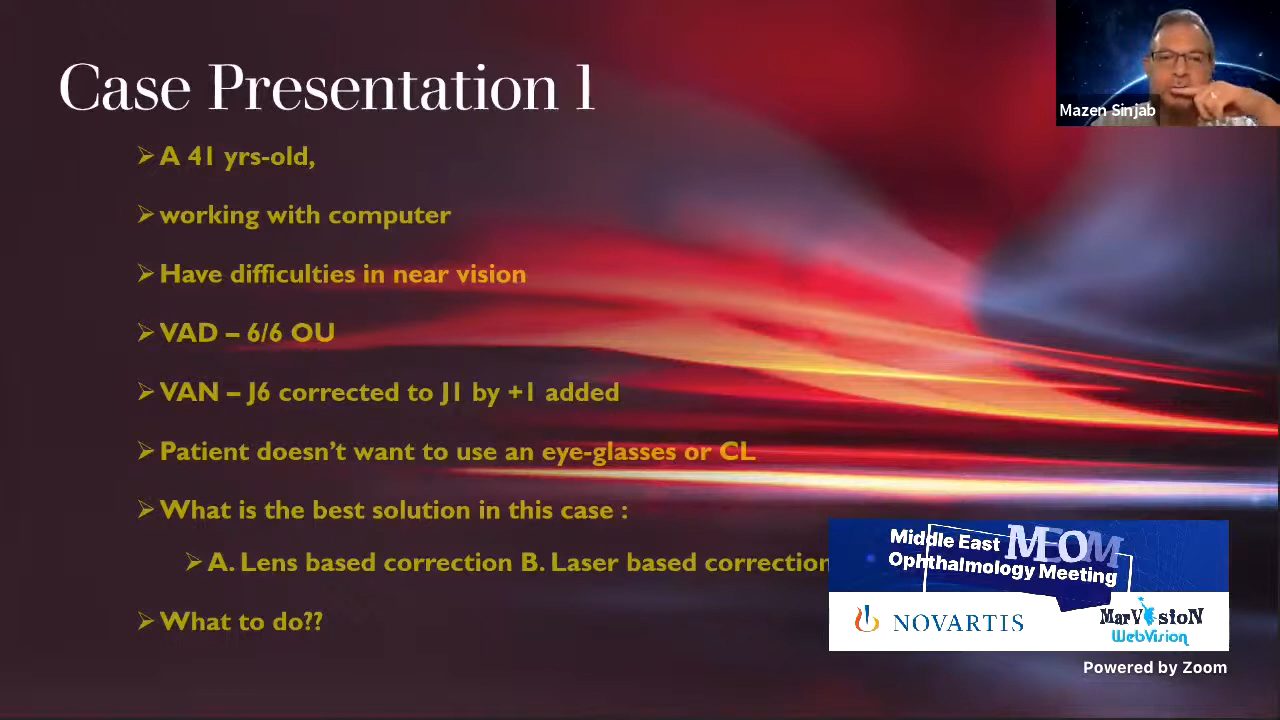 Case Presentation 1
A 41 yrs-old,
working with computer
Have difficulties in near vision
VAD – 6/6 OU
VAN – J6 corrected to J1 by +1 added
Patient doesn't want to use an eye-glasses or CL
What is the best solution in this case :
A. Lens based correction B. Laser based correction
What to do??
Mazen Sinjab
Middle East MEOM
Ophthalmology Meeting
NOVARTIS
MarVisioN
WebVision
Powered by Zoom